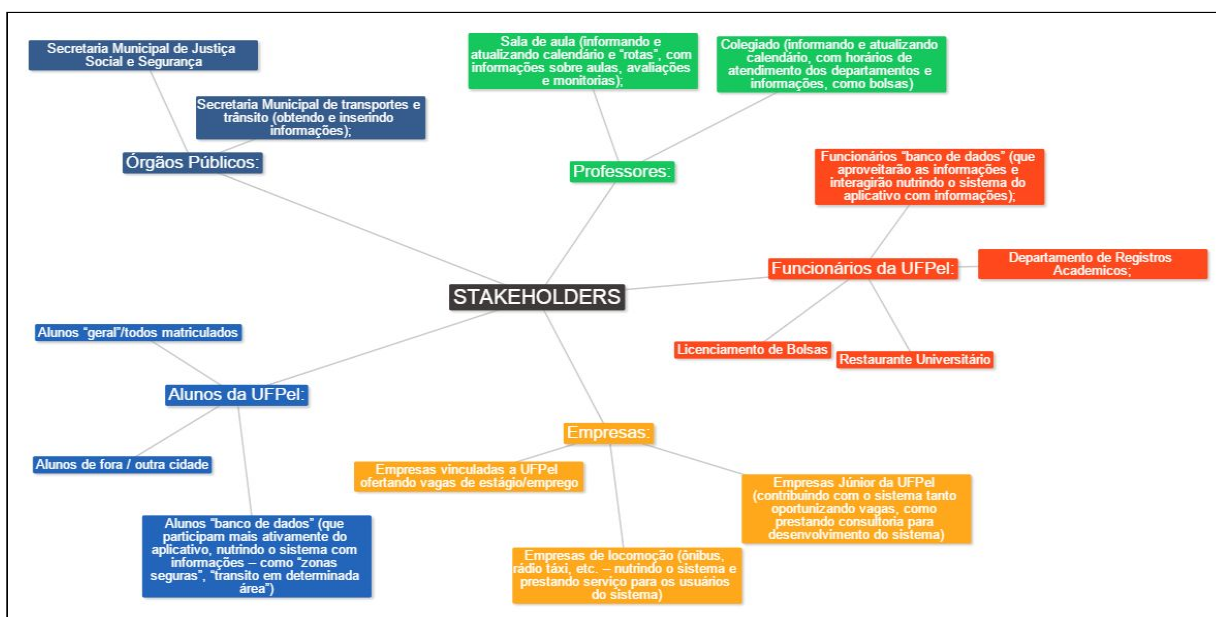 Secretaria Municipal de Justiça
Social e Segurança
Secretaria Municipal de transportes e
trânsito (obtendo e inserindo
informações);
Órgãos Públicos:
Sala de aula (informando e
atualizando calendário e "rotas", com
informações sobre aulas, avaliações
e monitorias);
Colegiado (informando e atualizando
calendário, com horários de
atendimento dos departamentos e
informações, como bolsas)
Professores:
Funcionários "banco de dados" (que
aproveitarão as informações e
interagirão nutrindo o sistema do
aplicativo com informações);
Funcionários da UFPel:
Departamento de Registros
Academicos;
Licenciamento de Bolsas
Restaurante Universitário
STAKEHOLDERS
Alunos "geral"/todos matriculados
Alunos da UFPel:
Alunos de fora / outra cidade
Alunos "banco de dados" (que
participam mais ativamente do
aplicativo, nutrindo o sistema com
informações – como "zonas
seguras", "transito em determinada
área")
Empresas:
Empresas vinculadas a UFPel
ofertando vagas de estágio/emprego
Empresas de locomoção (ônibus,
rádio táxi, etc. – nutrindo o sistema e
prestando serviço para os usuários
do sistema)
Empresas Júnior da UFPel
(contribuindo com o sistema tanto
oportunizando vagas, como
prestando consultoria para
desenvolvimento do sistema)